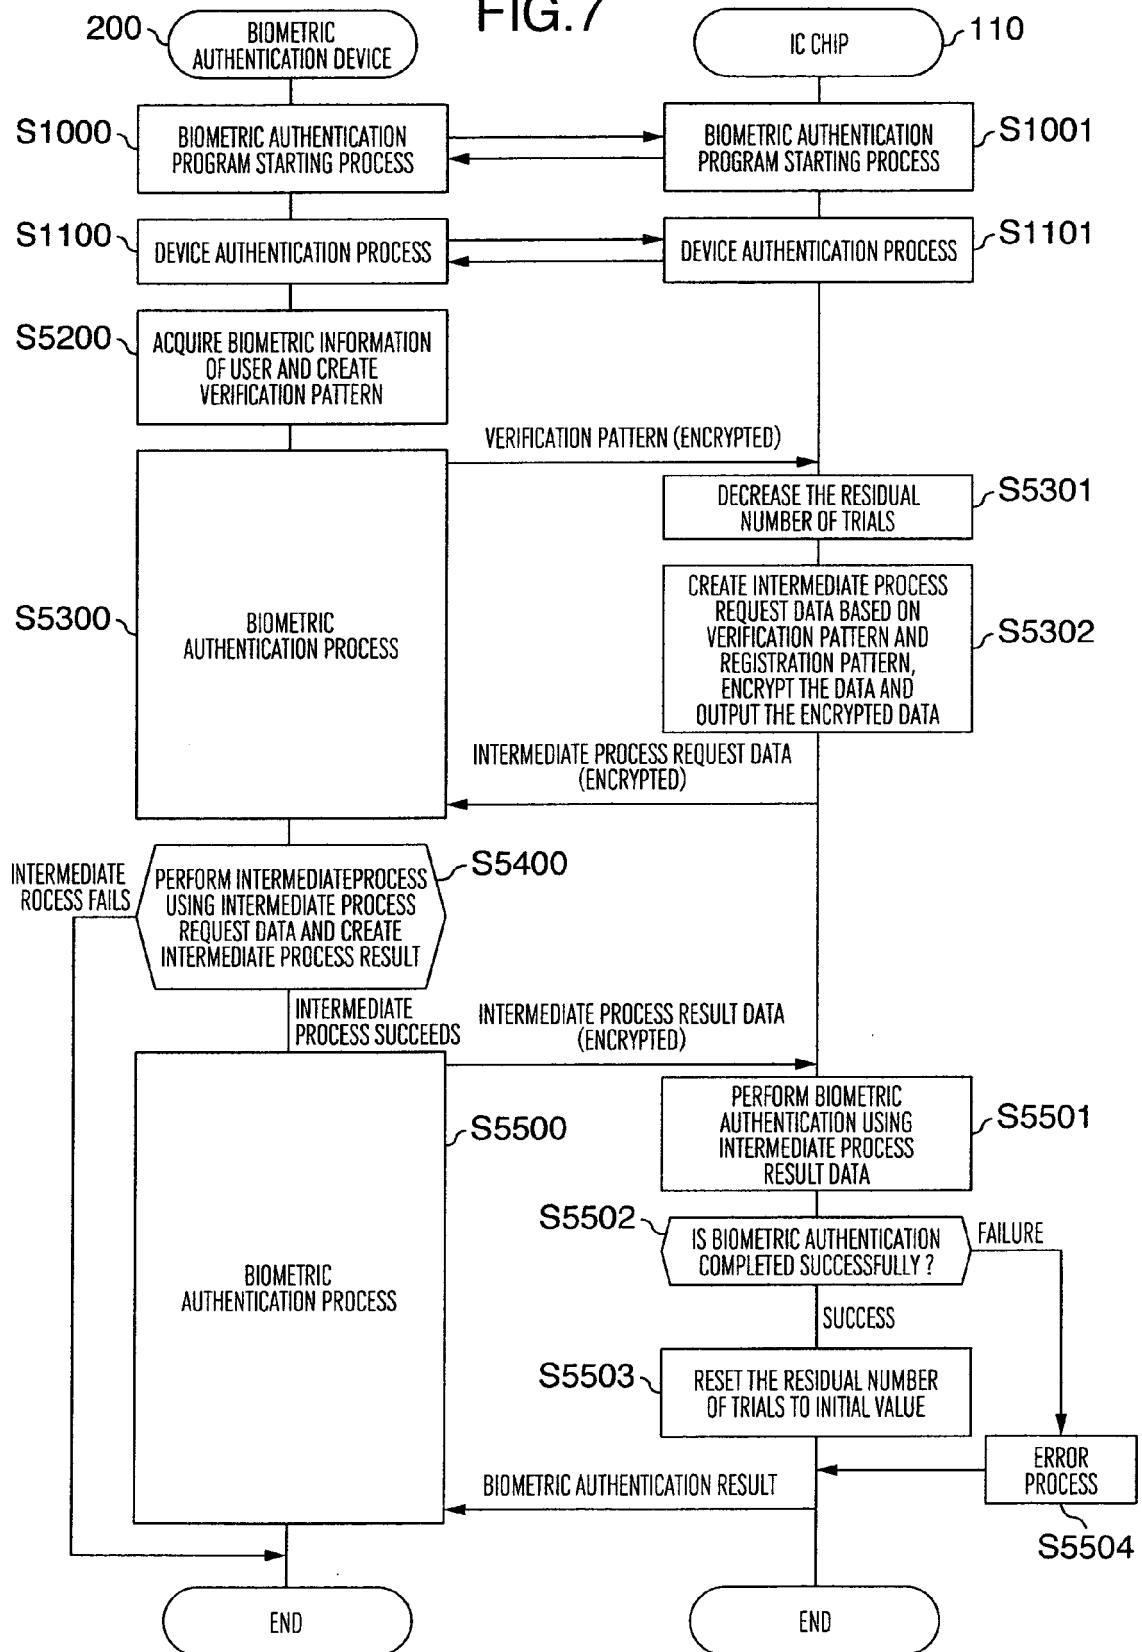 FIG.7
200
BIOMETRIC
AUTHENTICATION DEVICE
IC CHIP
110
S1000
BIOMETRIC AUTHENTICATION
PROGRAM STARTING PROCESS
BIOMETRIC AUTHENTICATION
PROGRAM STARTING PROCESS
S1001
S1100
DEVICE AUTHENTICATION PROCESS
DEVICE AUTHENTICATION PROCESS
S1101
S5200
ACQUIRE BIOMETRIC INFORMATION
OF USER AND CREATE
VERIFICATION PATTERN
VERIFICATION PATTERN (ENCRYPTED)
DECREASE THE RESIDUAL
NUMBER OF TRIALS
S5301
S5300
BIOMETRIC
AUTHENTICATION PROCESS
CREATE INTERMEDIATE PROCESS
REQUEST DATA BASED ON
VERIFICATION PATTERN AND
REGISTRATION PATTERN,
ENCRYPT THE DATA AND
OUTPUT THE ENCRYPTED DATA
S5302
INTERMEDIATE PROCESS REQUEST DATA
(ENCRYPTED)
INTERMEDIATE
ROCESS FAILS
PERFORM INTERMEDIATEPROCESS
USING INTERMEDIATE PROCESS
REQUEST DATA AND CREATE
INTERMEDIATE PROCESS RESULT
S5400
INTERMEDIATE
PROCESS SUCCEEDS
INTERMEDIATE PROCESS RESULT DATA
(ENCRYPTED)
S5500
PERFORM BIOMETRIC
AUTHENTICATION USING
INTERMEDIATE PROCESS
RESULT DATA
S5501
S5502
IS BIOMETRIC AUTHENTICATION
COMPLETED SUCCESSFULLY ?
FAILURE
BIOMETRIC
AUTHENTICATION PROCESS
SUCCESS
S5503
RESET THE RESIDUAL NUMBER
OF TRIALS TO INITIAL VALUE
ERROR
PROCESS
BIOMETRIC AUTHENTICATION RESULT
S5504
END
END